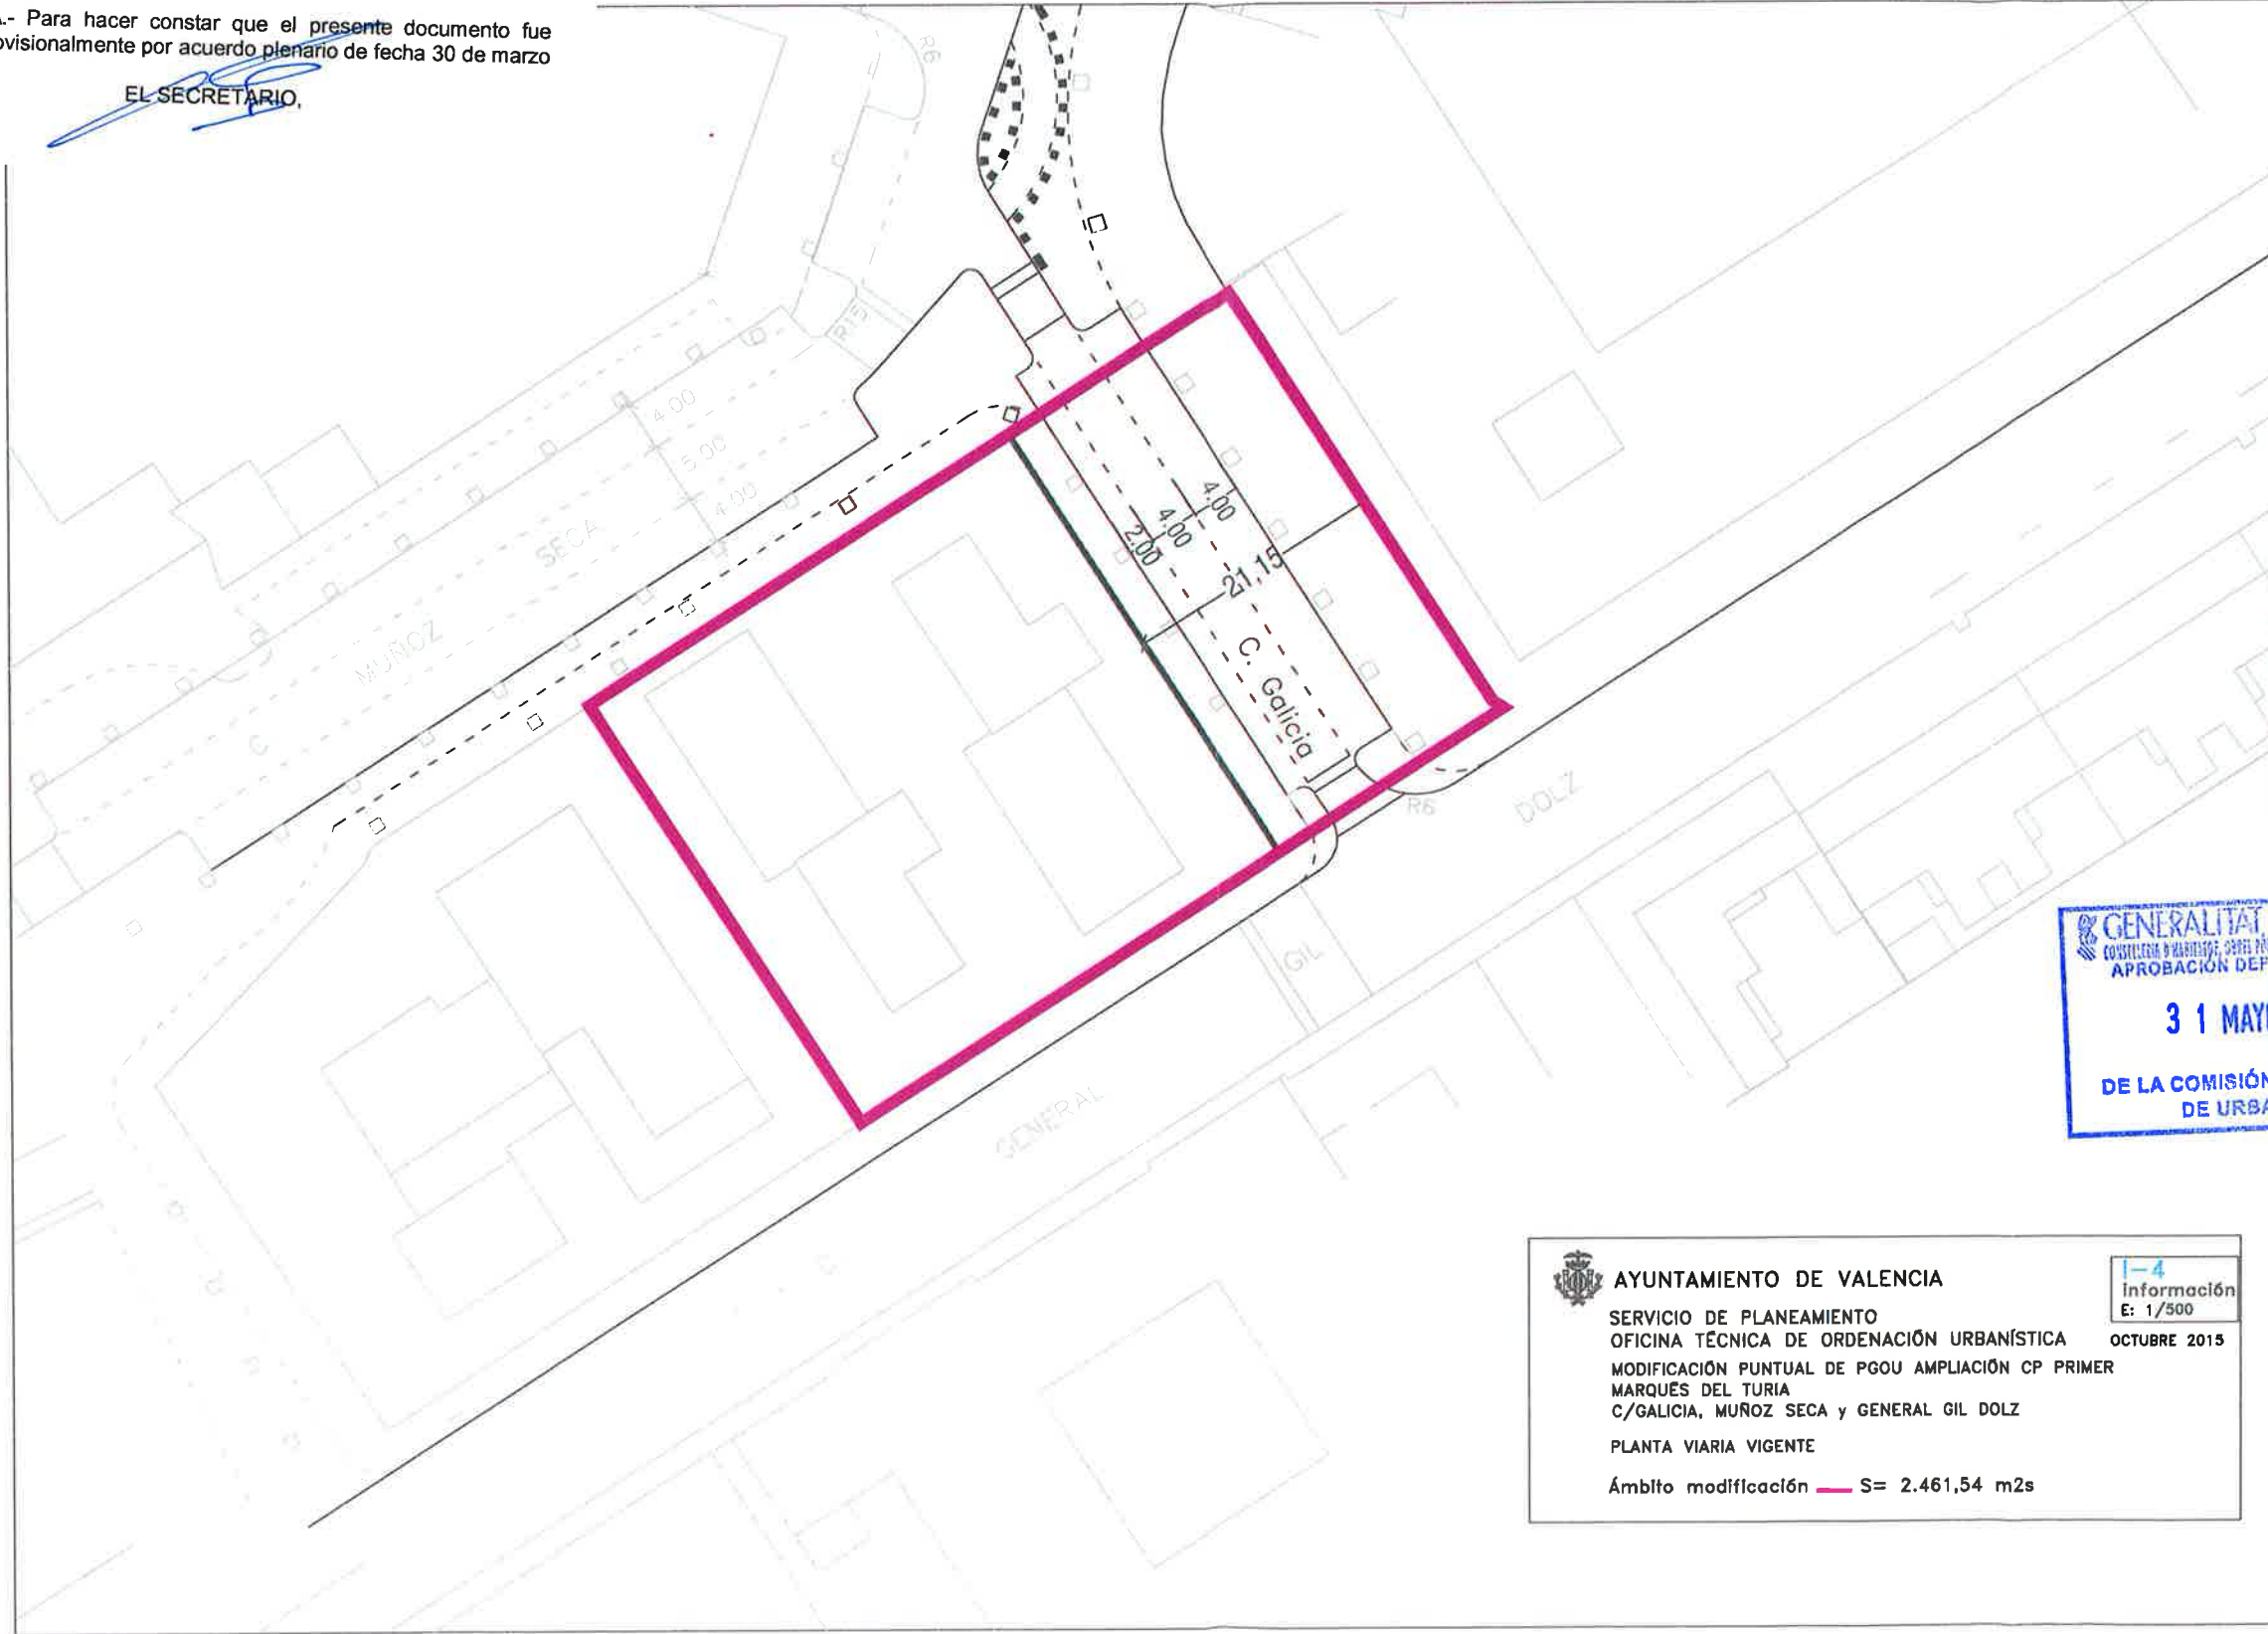 .- Para hacer constar que el presente documento fue
ovisionalmente por acuerdo plenario de fecha 30 de marzo
EL SECRETARIO,
R6
R15
4.00
5.00
4.00
C MUÑOZ SECA
4.00
4.00
2.00
21,15
C. Galicia
R6
GENERAL GIL DOLZ
GENERALITAT
APROBACIÓN DEF
31 MAY
DE LA COMISIÓN
DE URBA
AYUNTAMIENTO DE VALENCIA
I-4
Información
E: 1/500
SERVICIO DE PLANEAMIENTO
OFICINA TÉCNICA DE ORDENACIÓN URBANÍSTICA
OCTUBRE 2015
MODIFICACIÓN PUNTUAL DE PGOU AMPLIACIÓN CP PRIMER
MARQUÉS DEL TURIA
C/GALICIA, MUÑOZ SECA y GENERAL GIL DOLZ
PLANTA VIARIA VIGENTE
Ámbito modificación S= 2.461,54 m2s